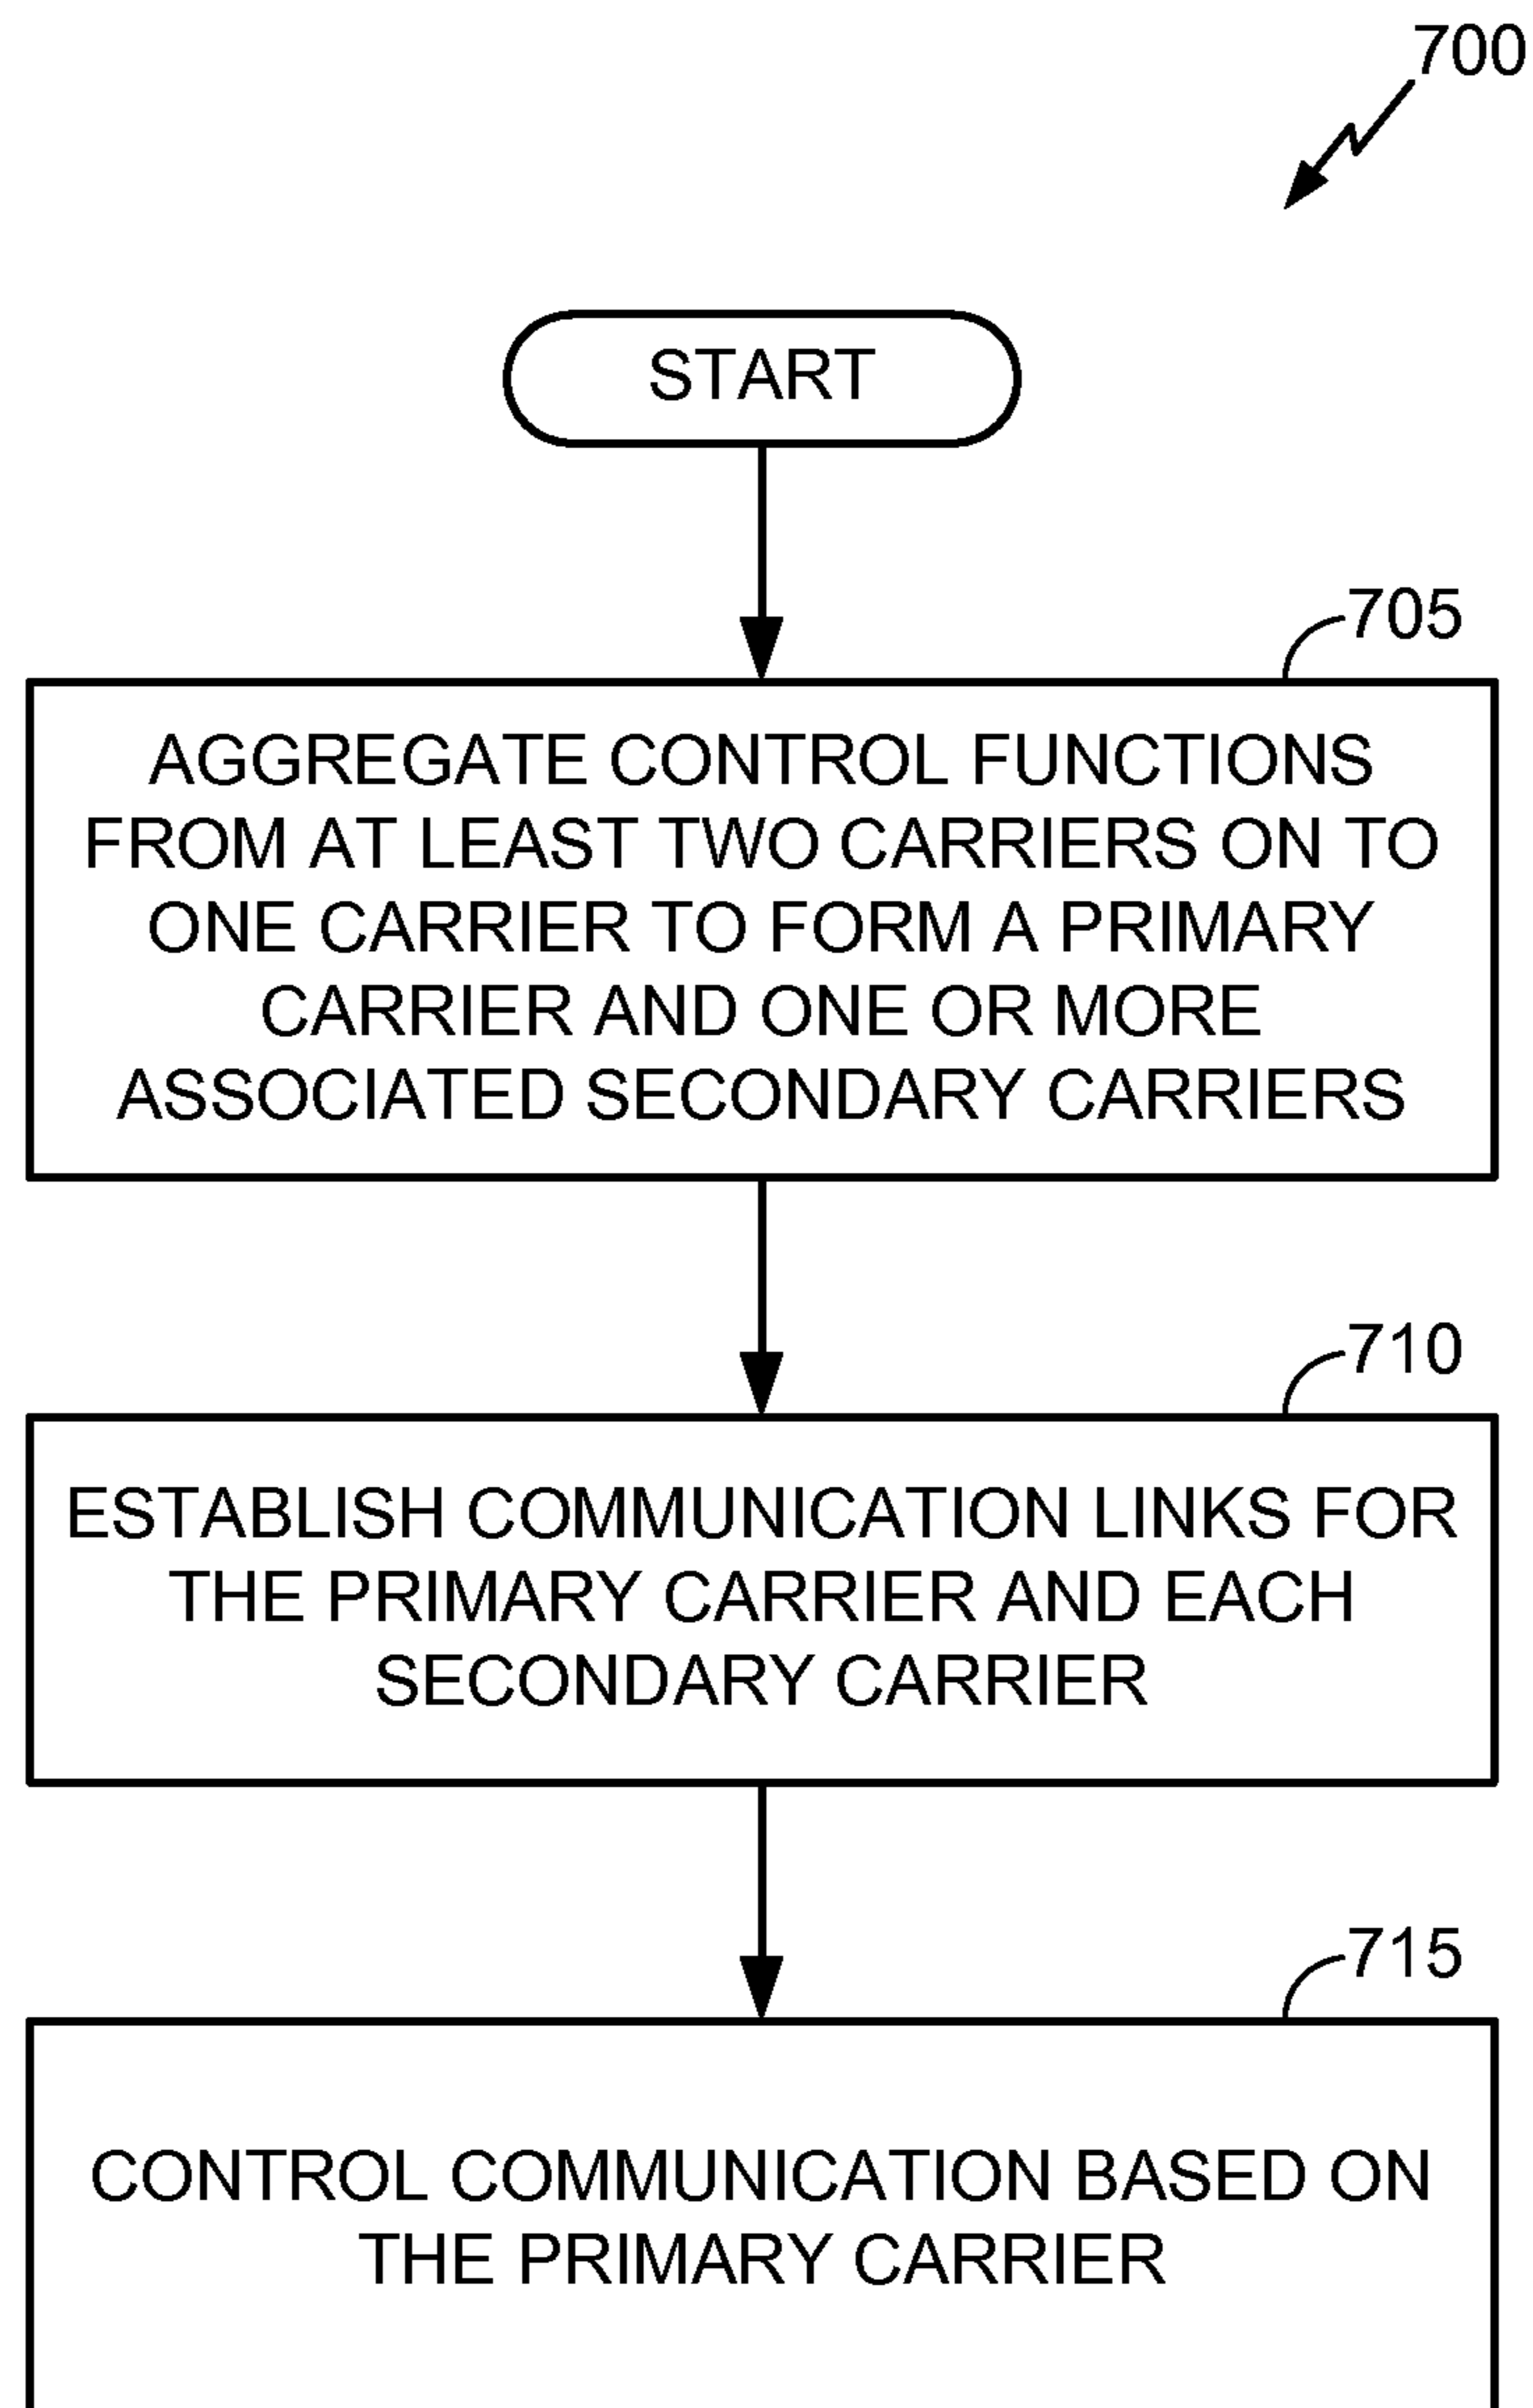 700
START
705
AGGREGATE CONTROL FUNCTIONS
FROM AT LEAST TWO CARRIERS ON TO
ONE CARRIER TO FORM A PRIMARY
CARRIER AND ONE OR MORE
ASSOCIATED SECONDARY CARRIERS
710
ESTABLISH COMMUNICATION LINKS FOR
THE PRIMARY CARRIER AND EACH
SECONDARY CARRIER
715
CONTROL COMMUNICATION BASED ON
THE PRIMARY CARRIER